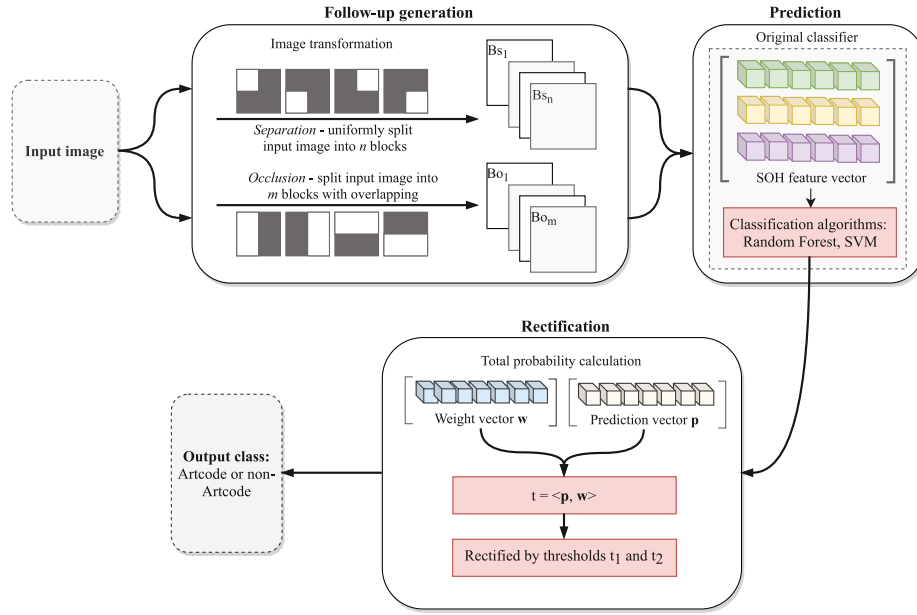 Follow-up generation
Image transformation
Separation - uniformly split
input image into n blocks
Occlusion - split input image into
m blocks with overlapping
Bs1
Bsn
Bo1
Bom
Input image
Prediction
Original classifier
SOH feature vector
Classification algorithms:
Random Forest, SVM
Rectification
Total probability calculation
Weight vector w
Prediction vector p
t = <p, w>
Rectified by thresholds t1 and t2
Output class:
Artcode or non-
Artcode